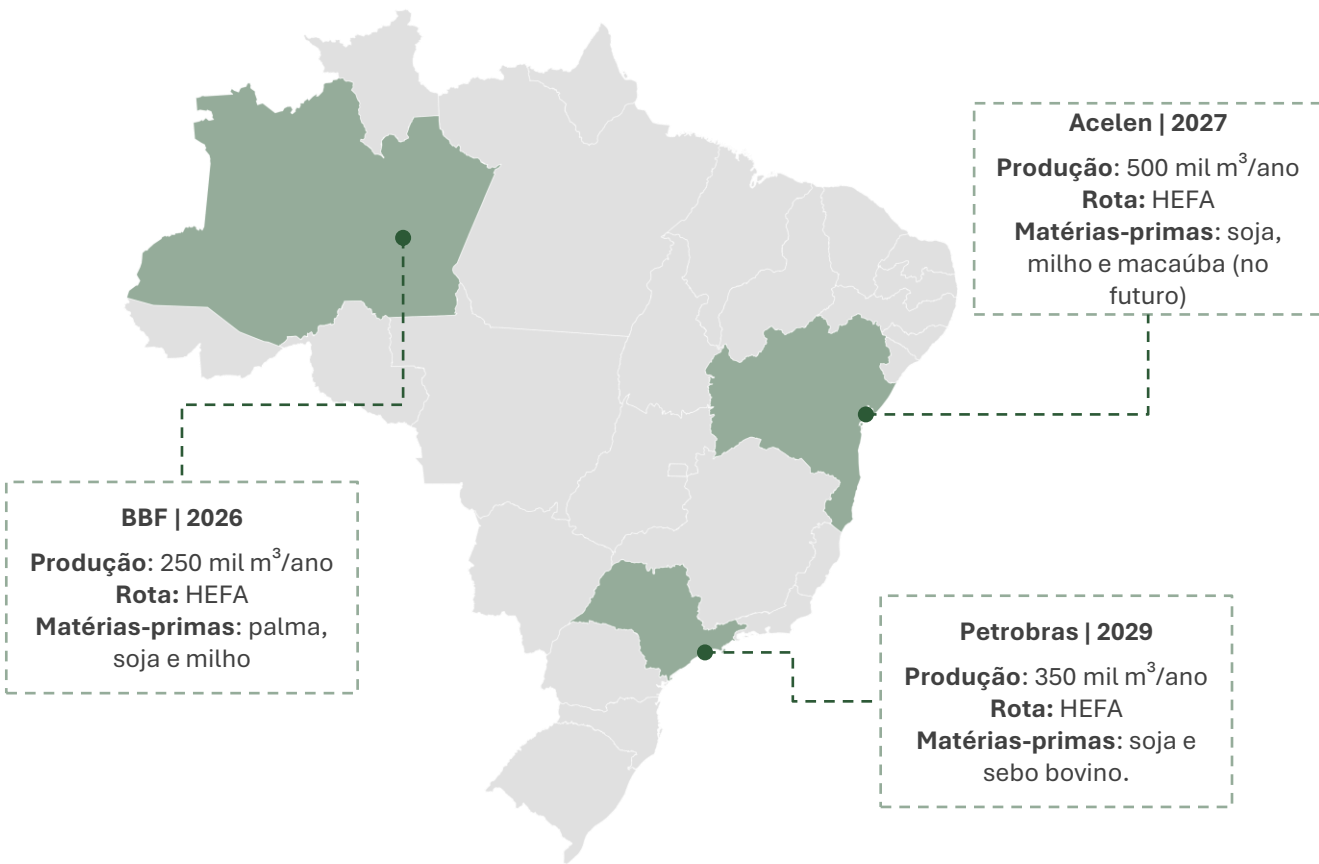 Acelen | 2027
Produção: 500 mil m³/ano
Rota: HEFA
Matérias-primas: soja,
milho e macaúba (no
futuro)
BBF | 2026
Produção: 250 mil m³/ano
Rota: HEFA
Matérias-primas: palma,
soja e milho
Petrobras | 2029
Produção: 350 mil m³/ano
Rota: HEFA
Matérias-primas: soja e
sebo bovino.